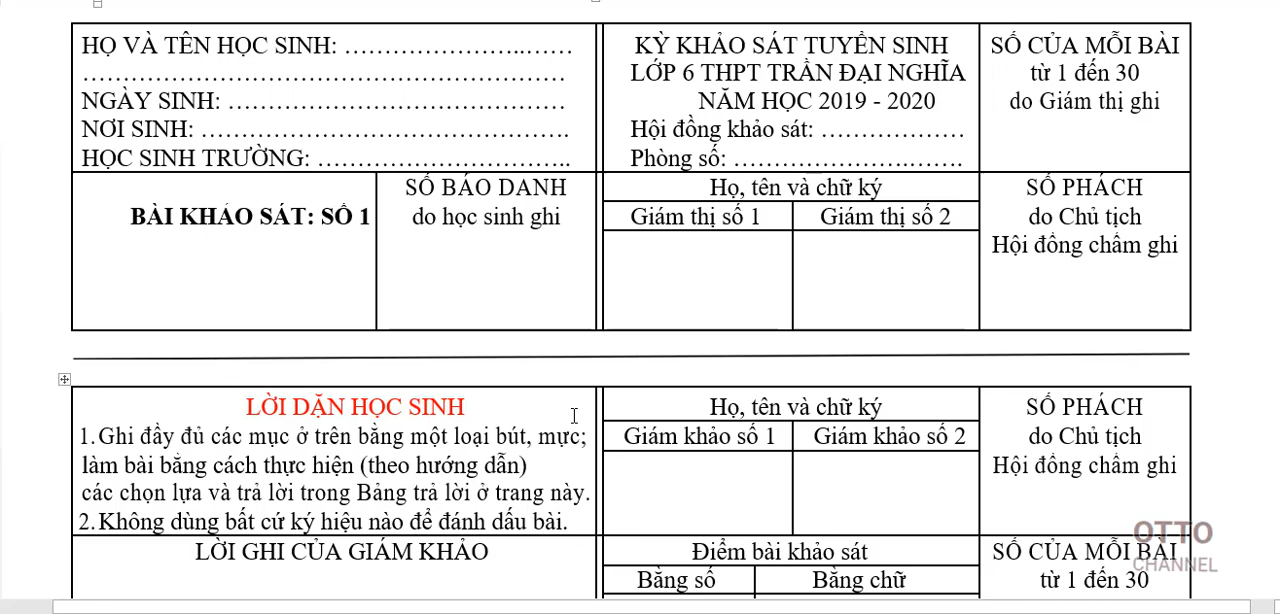 HỌ VÀ TÊN HỌC SINH: …………………..……
……………………………………………………
NGÀY SINH: ……………………………………
NƠI SINH: ……………………………………….
HỌC SINH TRƯỜNG: …………………………..
KỲ KHẢO SÁT TUYỂN SINH
LỚP 6 THPT TRẦN ĐẠI NGHĨA
NĂM HỌC 2019 - 2020
Hội đồng khảo sát: ………………
Phòng số: ………………….…….
SỐ CỦA MỖI BÀI
từ 1 đến 30
do Giám thị ghi
BÀI KHẢO SÁT: SỐ 1
SỐ BÁO DANH
do học sinh ghi
Họ, tên và chữ ký
Giám thị số 1
Giám thị số 2
SỐ PHÁCH
do Chủ tịch
Hội đồng chấm ghi
LỜI DẶN HỌC SINH
1. Ghi đầy đủ các mục ở trên bằng một loại bút, mực;
làm bài bằng cách thực hiện (theo hướng dẫn)
các chọn lựa và trả lời trong Bảng trả lời ở trang này.
2. Không dùng bất cứ ký hiệu nào để đánh dấu bài.
Họ, tên và chữ ký
Giám khảo số 1
Giám khảo số 2
SỐ PHÁCH
do Chủ tịch
Hội đồng chấm ghi
LỜI GHI CỦA GIÁM KHẢO
Điểm bài khảo sát
Bằng số
Bằng chữ
SỐ CỦA MỖI BÀI
từ 1 đến 30
OTTO
CHANNEL